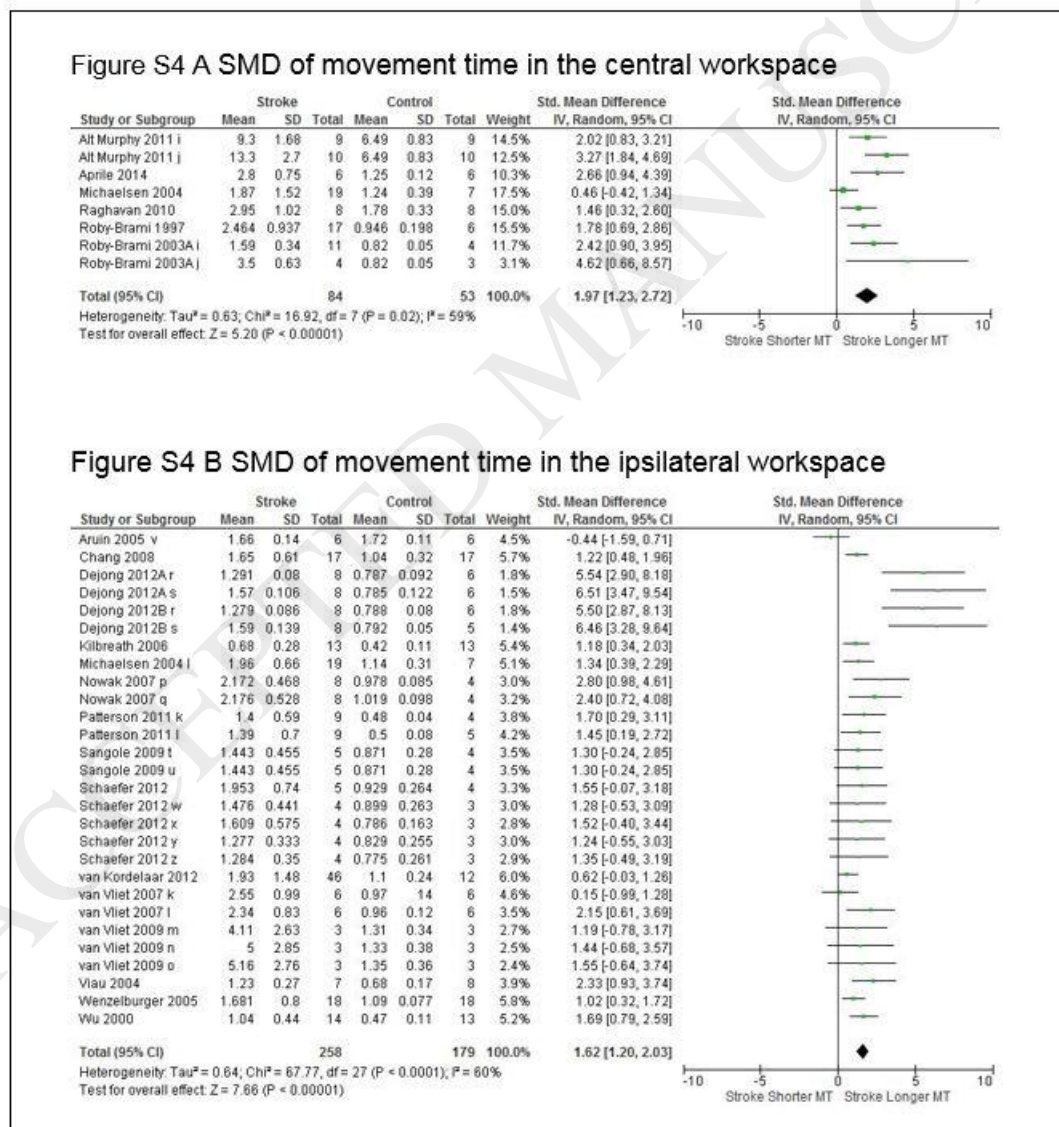 Figure S4 A SMD of movement time in the central workspace
Stroke Control Std. Mean Difference Std. Mean Difference
Study or Subgroup Mean SD Total Mean SD Total Weight IV, Random, 95% CI IV, Random, 95% CI
Alt Murphy 2011 i 9.3 1.68 9 6.49 0.83 9 14.5% 2.02 [0.83, 3.21]
Alt Murphy 2011 j 13.3 2.7 10 6.49 0.83 10 12.5% 3.27 [1.84, 4.69]
Aprile 2014 2.8 0.75 6 1.25 0.12 6 10.3% 2.66 [0.94, 4.39]
Michaelsen 2004 1.87 1.52 19 1.24 0.39 7 17.5% 0.46 [-0.42, 1.34]
Raghavan 2010 2.95 1.02 8 1.78 0.33 8 15.0% 1.46 [0.32, 2.60]
Roby-Brami 1997 2.464 0.937 17 0.946 0.198 6 15.5% 1.78 [0.69, 2.86]
Roby-Brami 2003A i 1.59 0.34 11 0.82 0.05 4 11.7% 2.42 [0.90, 3.95]
Roby-Brami 2003A j 3.5 0.63 4 0.82 0.05 3 3.1% 4.62 [0.66, 8.57]
Total (95% CI) 84 53 100.0% 1.97 [1.23, 2.72]
Heterogeneity: Tau² = 0.63; Chi² = 16.92, df = 7 (P = 0.02); I² = 59%
Test for overall effect: Z = 5.20 (P < 0.00001)
-10 -5 0 5 10
Stroke Shorter MT Stroke Longer MT
Figure S4 B SMD of movement time in the ipsilateral workspace
Stroke Control Std. Mean Difference Std. Mean Difference
Study or Subgroup Mean SD Total Mean SD Total Weight IV, Random, 95% CI IV, Random, 95% CI
Aruin 2005 v 1.66 0.14 6 1.72 0.11 6 4.5% -0.44 [-1.59, 0.71]
Chang 2008 1.65 0.61 17 1.04 0.32 17 5.7% 1.22 [0.48, 1.96]
Dejong 2012A r 1.291 0.08 8 0.787 0.092 6 1.8% 5.54 [2.90, 8.18]
Dejong 2012A s 1.57 0.106 8 0.785 0.122 6 1.5% 6.51 [3.47, 9.54]
Dejong 2012B r 1.279 0.086 8 0.788 0.08 6 1.8% 5.50 [2.87, 8.13]
Dejong 2012B s 1.59 0.139 8 0.792 0.05 5 1.4% 6.46 [3.28, 9.64]
Kilbreath 2006 0.68 0.28 13 0.42 0.11 13 5.4% 1.18 [0.34, 2.03]
Michaelsen 2004 l 1.96 0.66 19 1.14 0.31 7 5.1% 1.34 [0.39, 2.29]
Nowak 2007 p 2.172 0.468 8 0.978 0.085 4 3.0% 2.80 [0.98, 4.61]
Nowak 2007 q 2.176 0.528 8 1.019 0.098 4 3.2% 2.40 [0.72, 4.08]
Patterson 2011 k 1.4 0.59 9 0.48 0.04 4 3.8% 1.70 [0.29, 3.11]
Patterson 2011 l 1.39 0.7 9 0.5 0.08 5 4.2% 1.45 [0.19, 2.72]
Sangole 2009 t 1.443 0.455 5 0.871 0.28 4 3.5% 1.30 [-0.24, 2.85]
Sangole 2009 u 1.443 0.455 5 0.871 0.28 4 3.5% 1.30 [-0.24, 2.85]
Schaefer 2012 1.953 0.74 5 0.929 0.264 4 3.3% 1.55 [-0.07, 3.18]
Schaefer 2012 w 1.476 0.441 4 0.899 0.263 3 3.0% 1.28 [-0.53, 3.09]
Schaefer 2012 x 1.609 0.575 4 0.786 0.163 3 2.8% 1.52 [-0.40, 3.44]
Schaefer 2012 y 1.277 0.333 4 0.829 0.255 3 3.0% 1.24 [-0.55, 3.03]
Schaefer 2012 z 1.284 0.35 4 0.775 0.261 3 2.9% 1.35 [-0.49, 3.19]
van Kordelaar 2012 1.93 1.48 46 1.1 0.24 12 6.0% 0.62 [-0.03, 1.26]
van Vliet 2007 k 2.55 0.99 6 0.97 14 6 4.6% 0.15 [-0.99, 1.28]
van Vliet 2007 l 2.34 0.83 6 0.96 0.12 6 3.5% 2.15 [0.61, 3.69]
van Vliet 2009 m 4.11 2.63 3 1.31 0.34 3 2.7% 1.19 [-0.78, 3.17]
van Vliet 2009 n 5 2.85 3 1.33 0.38 3 2.5% 1.44 [-0.68, 3.57]
van Vliet 2009 o 5.16 2.76 3 1.35 0.36 3 2.4% 1.55 [-0.64, 3.74]
Viau 2004 1.23 0.27 7 0.68 0.17 8 3.8% 2.33 [0.93, 3.74]
Wenzelburger 2005 1.681 0.8 18 1.09 0.077 18 5.8% 1.02 [0.32, 1.72]
Wu 2000 1.04 0.44 14 0.47 0.11 13 5.2% 1.69 [0.79, 2.59]
Total (95% CI) 258 179 100.0% 1.62 [1.20, 2.03]
Heterogeneity: Tau² = 0.64; Chi² = 67.77, df = 27 (P < 0.0001); I² = 60%
Test for overall effect: Z = 7.66 (P < 0.00001)
-10 -5 0 5 10
Stroke Shorter MT Stroke Longer MT
ACCEPTED MANUSC